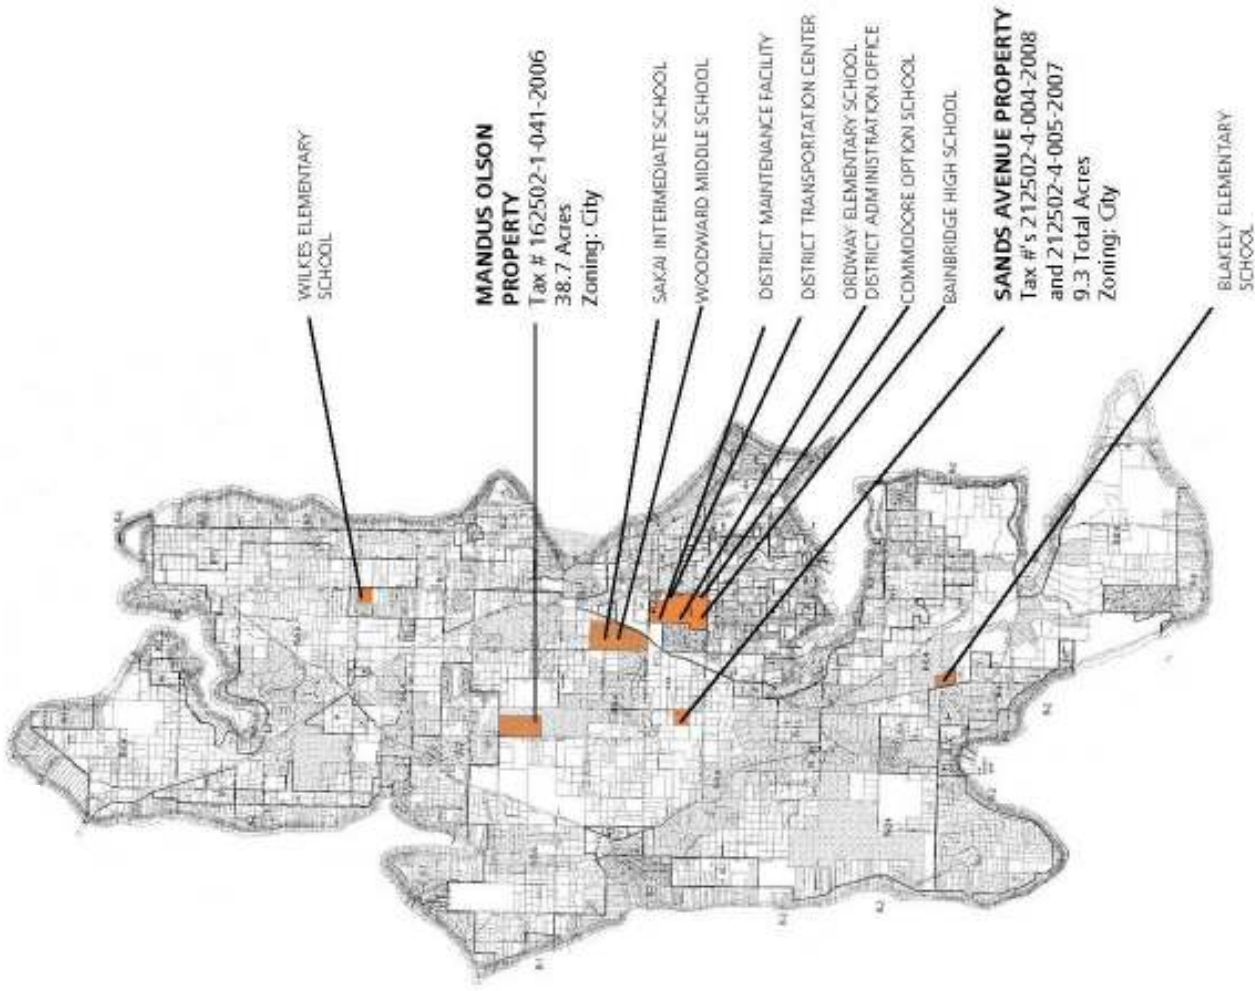 WILKES ELEMENTARY
SCHOOL
MANDUS OLSON
PROPERTY
Tax # 162502-1-041-2006
38.7 Acres
Zoning: City
SAKAI INTERMEDIATE SCHOOL
WOODWARD MIDDLE SCHOOL
DISTRICT MAINTENANCE FACILITY
DISTRICT TRANSPORTATION CENTER
ORDWAY ELEMENTARY SCHOOL
DISTRICT ADMINISTRATION OFFICE
COMMODORE OPTION SCHOOL
BAINBRIDGE HIGH SCHOOL
SANDS AVENUE PROPERTY
Tax #'s 212502-4-004-2008
and 212502-4-005-2007
9.3 Total Acres
Zoning: City
BLAKELY ELEMENTARY
SCHOOL